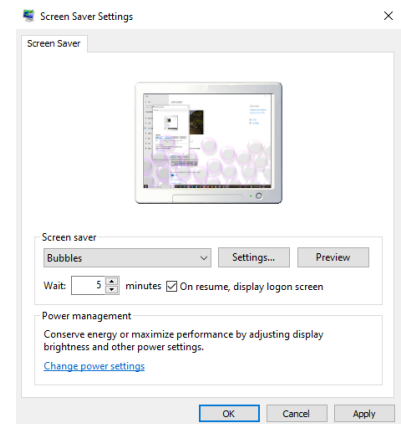 Screen Saver Settings
Screen Saver
Screen saver
Bubbles
Settings...
Preview
Wait: 5 minutes On resume, display logon screen
Power management
Conserve energy or maximize performance by adjusting display
brightness and other power settings.
Change power settings
OK Cancel Apply